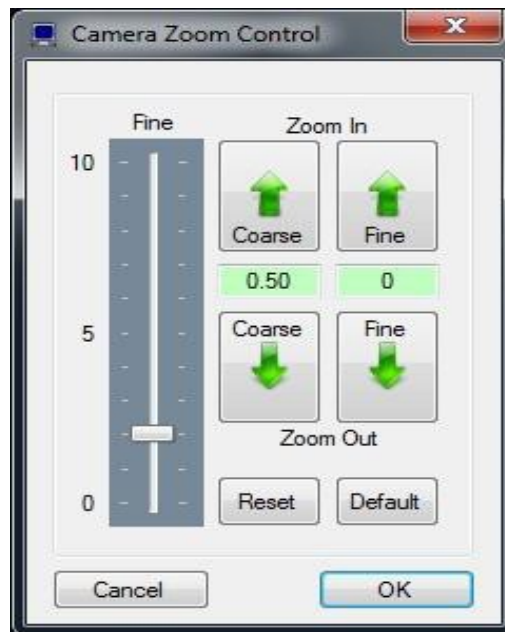 Camera Zoom Control
Fine
Zoom In
10
Coarse
Fine
0.50
0
5
Coarse
Fine
Zoom Out
0
Reset
Default
Cancel
OK